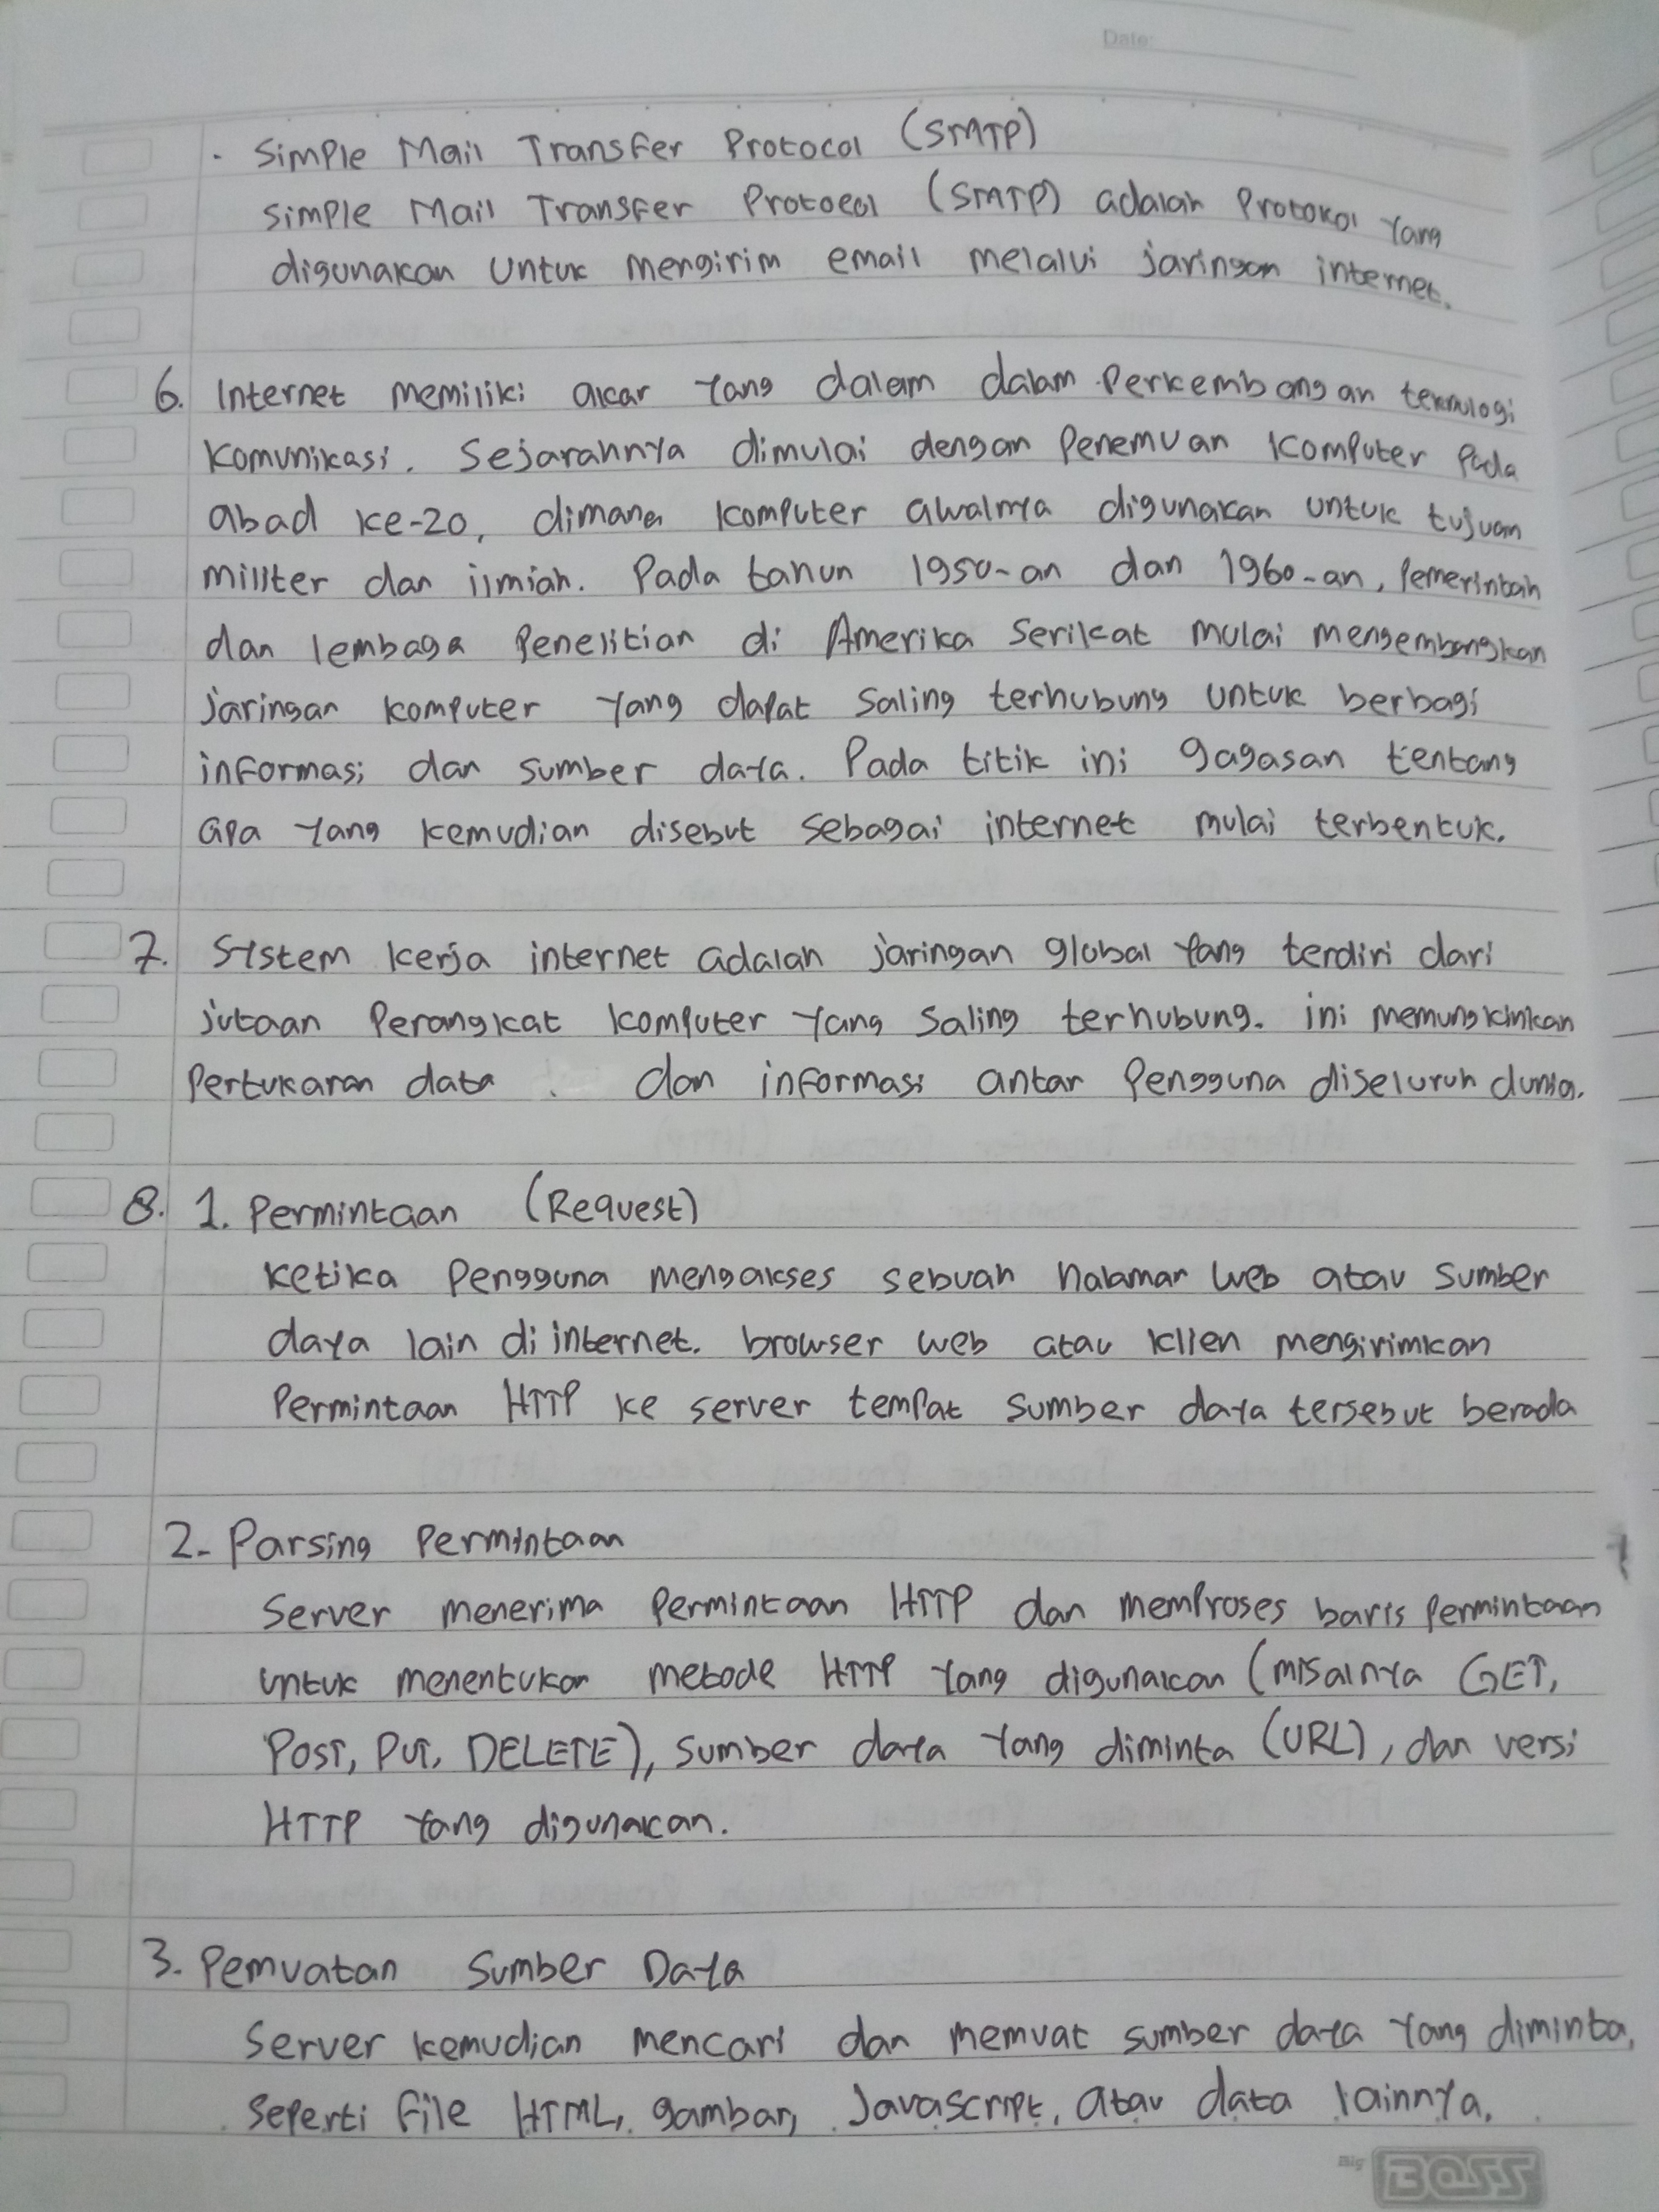 Date:
· Simple Mail Transfer Protocol (SMTP)
Simple Mail Transfer Protocol (SMTP) adalah Protokol Yang
digunakan untuk mengirim email melalui jaringan internet.
6. Internet memiliki akar Yang dalam dalam Perkembangan teknologi
Komunikasi. Sejarahnya dimulai dengan Penemuan Komputer Pada
abad ke-20, dimana komputer awalnya digunakan untuk tujuan
militer dan ilmiah. Pada tahun 1950-an dan 1960-an, Pemerintah
dan lembaga Penelitian di Amerika Serikat mulai mengembangkan
jaringan komputer Yang dapat Saling terhubung untuk berbagi
informasi dan sumber daya. Pada titik ini gagasan tentang
apa Yang kemudian disebut sebagai internet mulai terbentuk.
7. Sistem kerja internet adalah jaringan global Yang terdiri dari
jutaan Perangkat komputer Yang Saling terhubung. ini memungkinkan
Pertukaran data . dan informasi antar Pengguna diseluruh dunia.
8. 1. Permintaan (Request)
Ketika Pengguna mengakses sebuah halaman Web atau Sumber
daya lain di internet. browser web atau klien mengirimkan
Permintaan HTTP ke server tempat Sumber daya tersebut berada
2- Parsing Permintaan
Server menerima Permintaan HTTP dan memproses baris Permintaan
untuk menentukan metode HTTP Yang digunakan (misalnya GET,
POST, PUT, DELETE), sumber daya Yang diminta (URL), dan versi
HTTP Yang digunakan.
3. Pemuatan Sumber Daya
Server kemudian mencari dan memuat sumber daya Yang diminta,
Seperti file HTML, gambar, Javascript, atau data lainnya.
Big BOSS